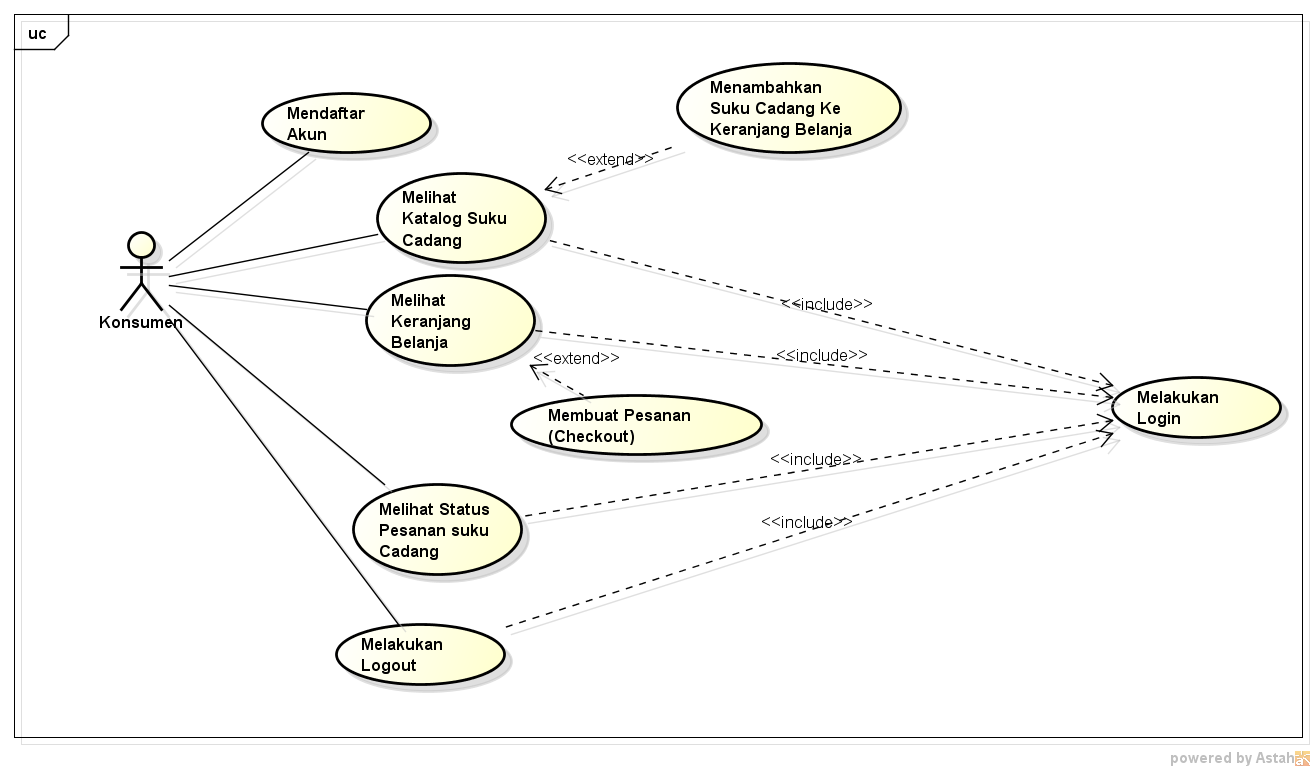 uc
Mendaftar
Akun
Menambahkan
Suku Cadang Ke
Keranjang Belanja
<<extend>>
Melihat
Katalog Suku
Cadang
Konsumen
Melihat
Keranjang
Belanja
<<include>>
<<include>>
<<extend>>
Membuat Pesanan
(Checkout)
Melakukan
Login
<<include>>
Melihat Status
Pesanan suku
Cadang
<<include>>
Melakukan
Logout
powered by Astah